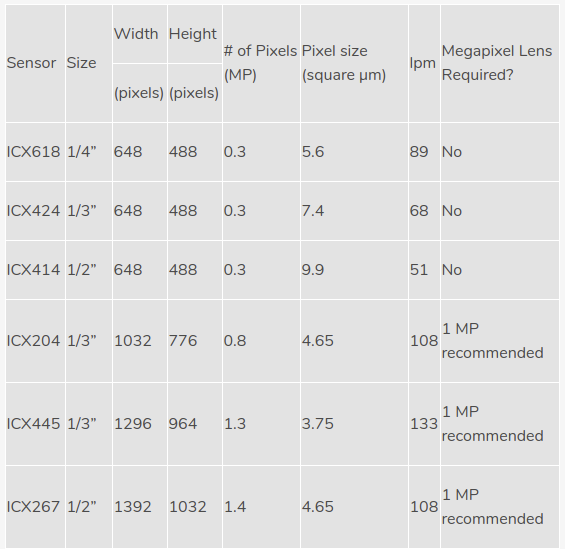 Sensor Size Width Height # of Pixels (MP) Pixel size (square µm) lpm Megapixel Lens Required?
(pixels) (pixels)
ICX618 1/4” 648 488 0.3 5.6 89 No
ICX424 1/3” 648 488 0.3 7.4 68 No
ICX414 1/2” 648 488 0.3 9.9 51 No
ICX204 1/3” 1032 776 0.8 4.65 108 1 MP recommended
ICX445 1/3” 1296 964 1.3 3.75 133 1 MP recommended
ICX267 1/2” 1392 1032 1.4 4.65 108 1 MP recommended